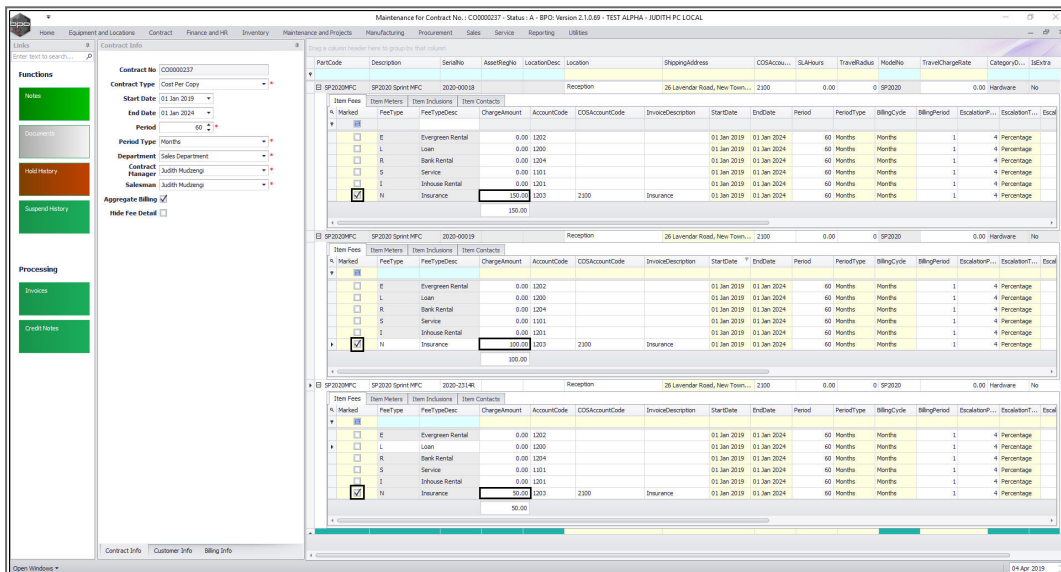 Maintenance for Contract No. : CO0000237 - Status : A - BPO: Version 2.1.0.69 - TEST ALPHA - JUDITH PC LOCAL
Home Equipment and Locations Contract Finance and HR Inventory Maintenance and Projects Manufacturing Procurement Sales Service Reporting Utilities
Links
Enter text to search...
Functions
Notes
Documents
Hold History
Suspend History
Processing
Invoices
Credit Notes
Contract Info
Contract No CO0000237
Contract Type Cost Per Copy *
Start Date 01 Jan 2019
End Date 01 Jan 2024
Period 60 *
Period Type Months *
Department Sales Department *
Contract Manager Judith Mudzengi *
Salesman Judith Mudzengi *
Aggregate Billing
Hide Fee Detail
Contract Info Customer Info Billing Info
Drag a column header here to group by that column
PartCode Description SerialNo AssetRegNo LocationDesc Location ShippingAddress COSAccou... SLAHours TravelRadius ModelNo TravelChargeRate CategoryD... IsExtra
SP2020MFC SP2020 Sprint MFC 2020-00018 Reception 26 Lavendar Road, New Town... 2100 0.00 0 SP2020 0.00 Hardware No
Item Fees Item Meters Item Inclusions Item Contacts
Marked FeeType FeeTypeDesc ChargeAmount AccountCode COSAccountCode InvoiceDescription StartDate EndDate Period PeriodType BillingCycle BillingPeriod EscalationP... EscalationT... Escal
E Evergreen Rental 0.00 1202 01 Jan 2019 01 Jan 2024 60 Months Months 1 4 Percentage
L Loan 0.00 1200 01 Jan 2019 01 Jan 2024 60 Months Months 1 4 Percentage
R Bank Rental 0.00 1204 01 Jan 2019 01 Jan 2024 60 Months Months 1 4 Percentage
S Service 0.00 1101 01 Jan 2019 01 Jan 2024 60 Months Months 1 4 Percentage
I Inhouse Rental 0.00 1201 01 Jan 2019 01 Jan 2024 60 Months Months 1 4 Percentage
N Insurance 150.00 1203 2100 Insurance 01 Jan 2019 01 Jan 2024 60 Months Months 1 4 Percentage
150.00
SP2020MFC SP2020 Sprint MFC 2020-00019 Reception 26 Lavendar Road, New Town... 2100 0.00 0 SP2020 0.00 Hardware No
Item Fees Item Meters Item Inclusions Item Contacts
Marked FeeType FeeTypeDesc ChargeAmount AccountCode COSAccountCode InvoiceDescription StartDate EndDate Period PeriodType BillingCycle BillingPeriod EscalationP... EscalationT... Escal
E Evergreen Rental 0.00 1202 01 Jan 2019 01 Jan 2024 60 Months Months 1 4 Percentage
L Loan 0.00 1200 01 Jan 2019 01 Jan 2024 60 Months Months 1 4 Percentage
R Bank Rental 0.00 1204 01 Jan 2019 01 Jan 2024 60 Months Months 1 4 Percentage
S Service 0.00 1101 01 Jan 2019 01 Jan 2024 60 Months Months 1 4 Percentage
I Inhouse Rental 0.00 1201 01 Jan 2019 01 Jan 2024 60 Months Months 1 4 Percentage
N Insurance 100.00 1203 2100 Insurance 01 Jan 2019 01 Jan 2024 60 Months Months 1 4 Percentage
100.00
SP2020MFC SP2020 Sprint MFC 2020-2314R Reception 26 Lavendar Road, New Town... 2100 0.00 0 SP2020 0.00 Hardware No
Item Fees Item Meters Item Inclusions Item Contacts
Marked FeeType FeeTypeDesc ChargeAmount AccountCode COSAccountCode InvoiceDescription StartDate EndDate Period PeriodType BillingCycle BillingPeriod EscalationP... EscalationT... Escal
E Evergreen Rental 0.00 1202 01 Jan 2019 01 Jan 2024 60 Months Months 1 4 Percentage
L Loan 0.00 1200 01 Jan 2019 01 Jan 2024 60 Months Months 1 4 Percentage
R Bank Rental 0.00 1204 01 Jan 2019 01 Jan 2024 60 Months Months 1 4 Percentage
S Service 0.00 1101 01 Jan 2019 01 Jan 2024 60 Months Months 1 4 Percentage
I Inhouse Rental 0.00 1201 01 Jan 2019 01 Jan 2024 60 Months Months 1 4 Percentage
N Insurance 50.00 1203 2100 Insurance 01 Jan 2019 01 Jan 2024 60 Months Months 1 4 Percentage
50.00
Open Windows
04 Apr 2019